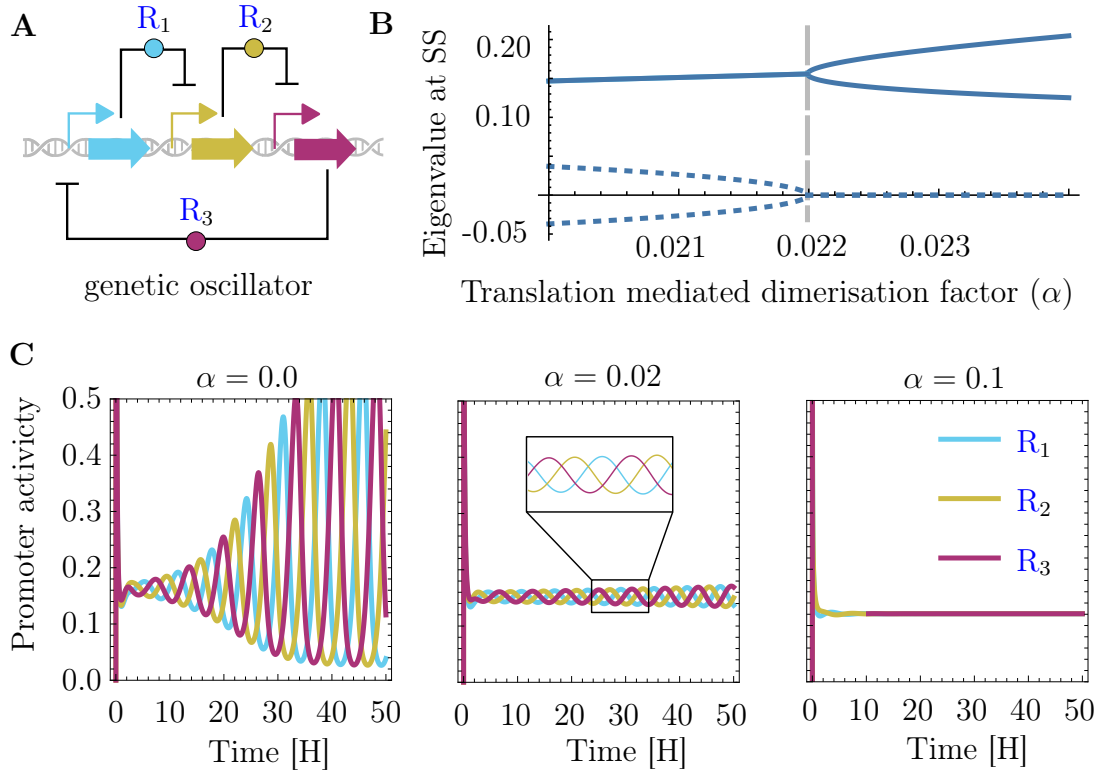 A
R₁
R₂
R₃
genetic oscillator
B
Eigenvalue at SS
0.20
0.10
-0.05
0.021
0.022
0.023
Translation mediated dimerisation factor (α)
C
α = 0.0
α = 0.02
α = 0.1
Promoter activicty
0.5
0.4
0.3
0.2
0.1
0.0
0 10 20 30 40 50
0 10 20 30 40 50
0 10 20 30 40 50
Time [H]
Time [H]
Time [H]
R₁
R₂
R₃